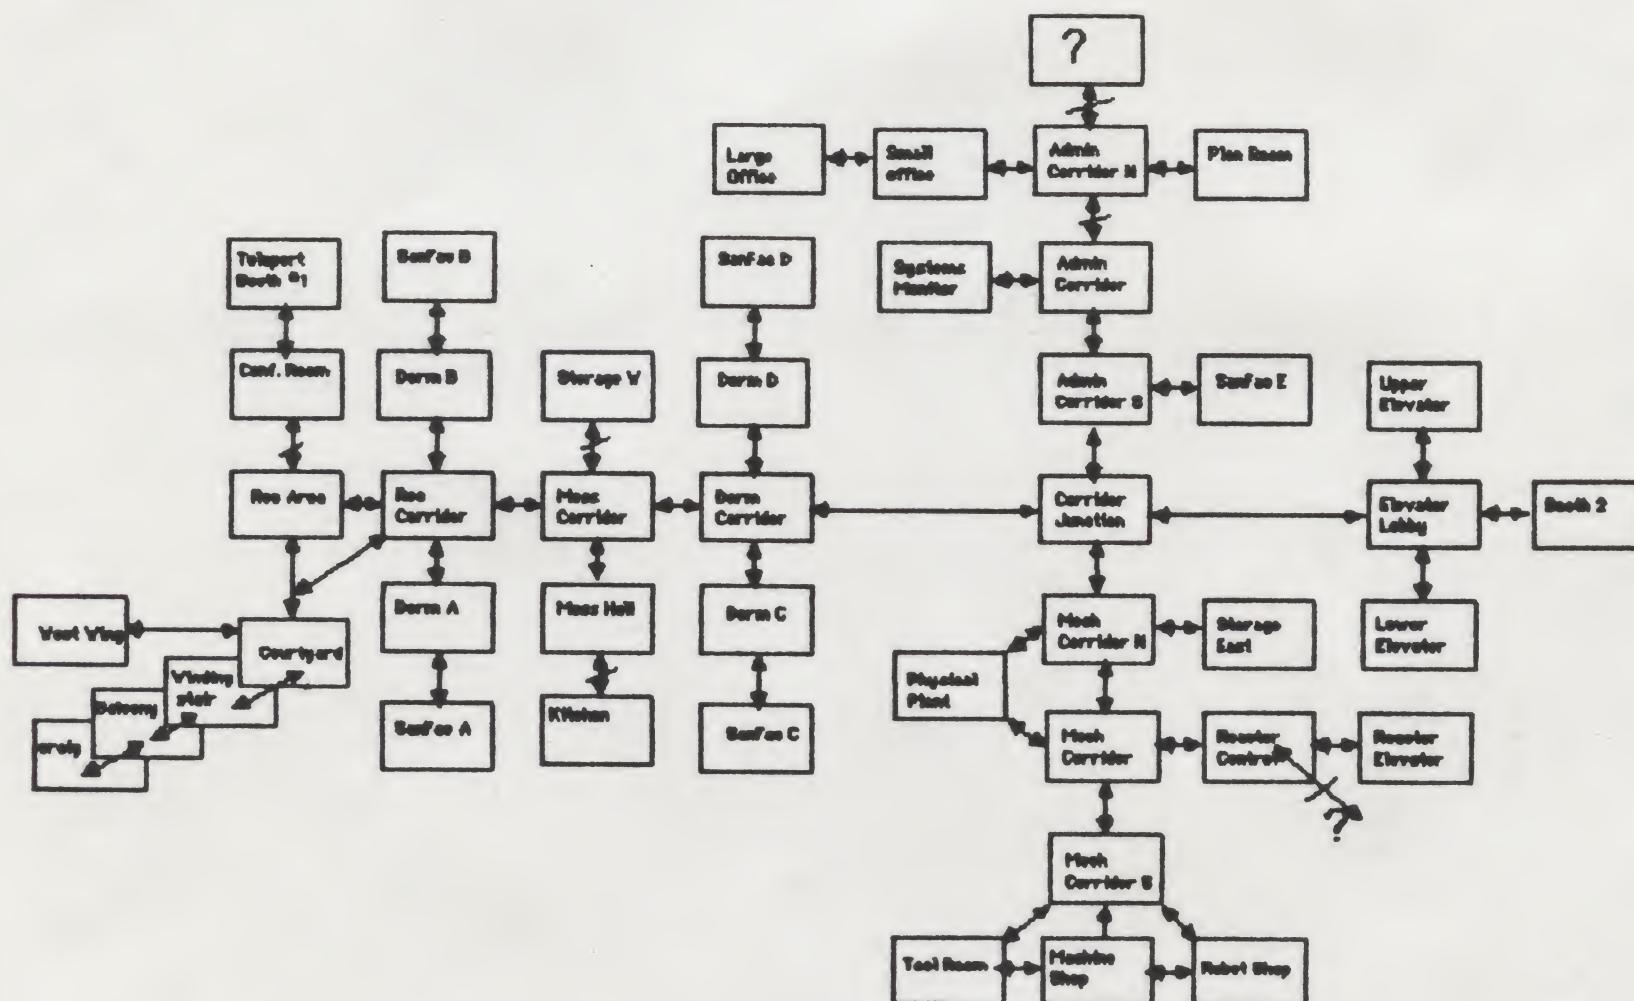 ?
Large
Office
Small
office
Admin
Corridor N
Plan Room
Teleport
Booth #1
SanFac B
SanFac D
Systems
Monitor
Admin
Corridor
Conf. Room
Dorm B
Storage W
Dorm D
Admin
Corridor S
SanFac E
Upper
Elevator
Rec Area
Rec
Corridor
Mess
Corridor
Dorm
Corridor
Corridor
Junction
Elevator
Lobby
Booth 2
West Wing
Courtyard
Winding
stair
Balcony
Dorm A
Mess Hall
Dorm C
Mech
Corridor N
Storage
East
Lower
Elevator
Physical
Plant
SanFac A
Kitchen
SanFac C
Mech
Corridor
Reactor
Control
Reactor
Elevator
?
Mech
Corridor S
Tool Room
Machine
Shop
Robot Shop